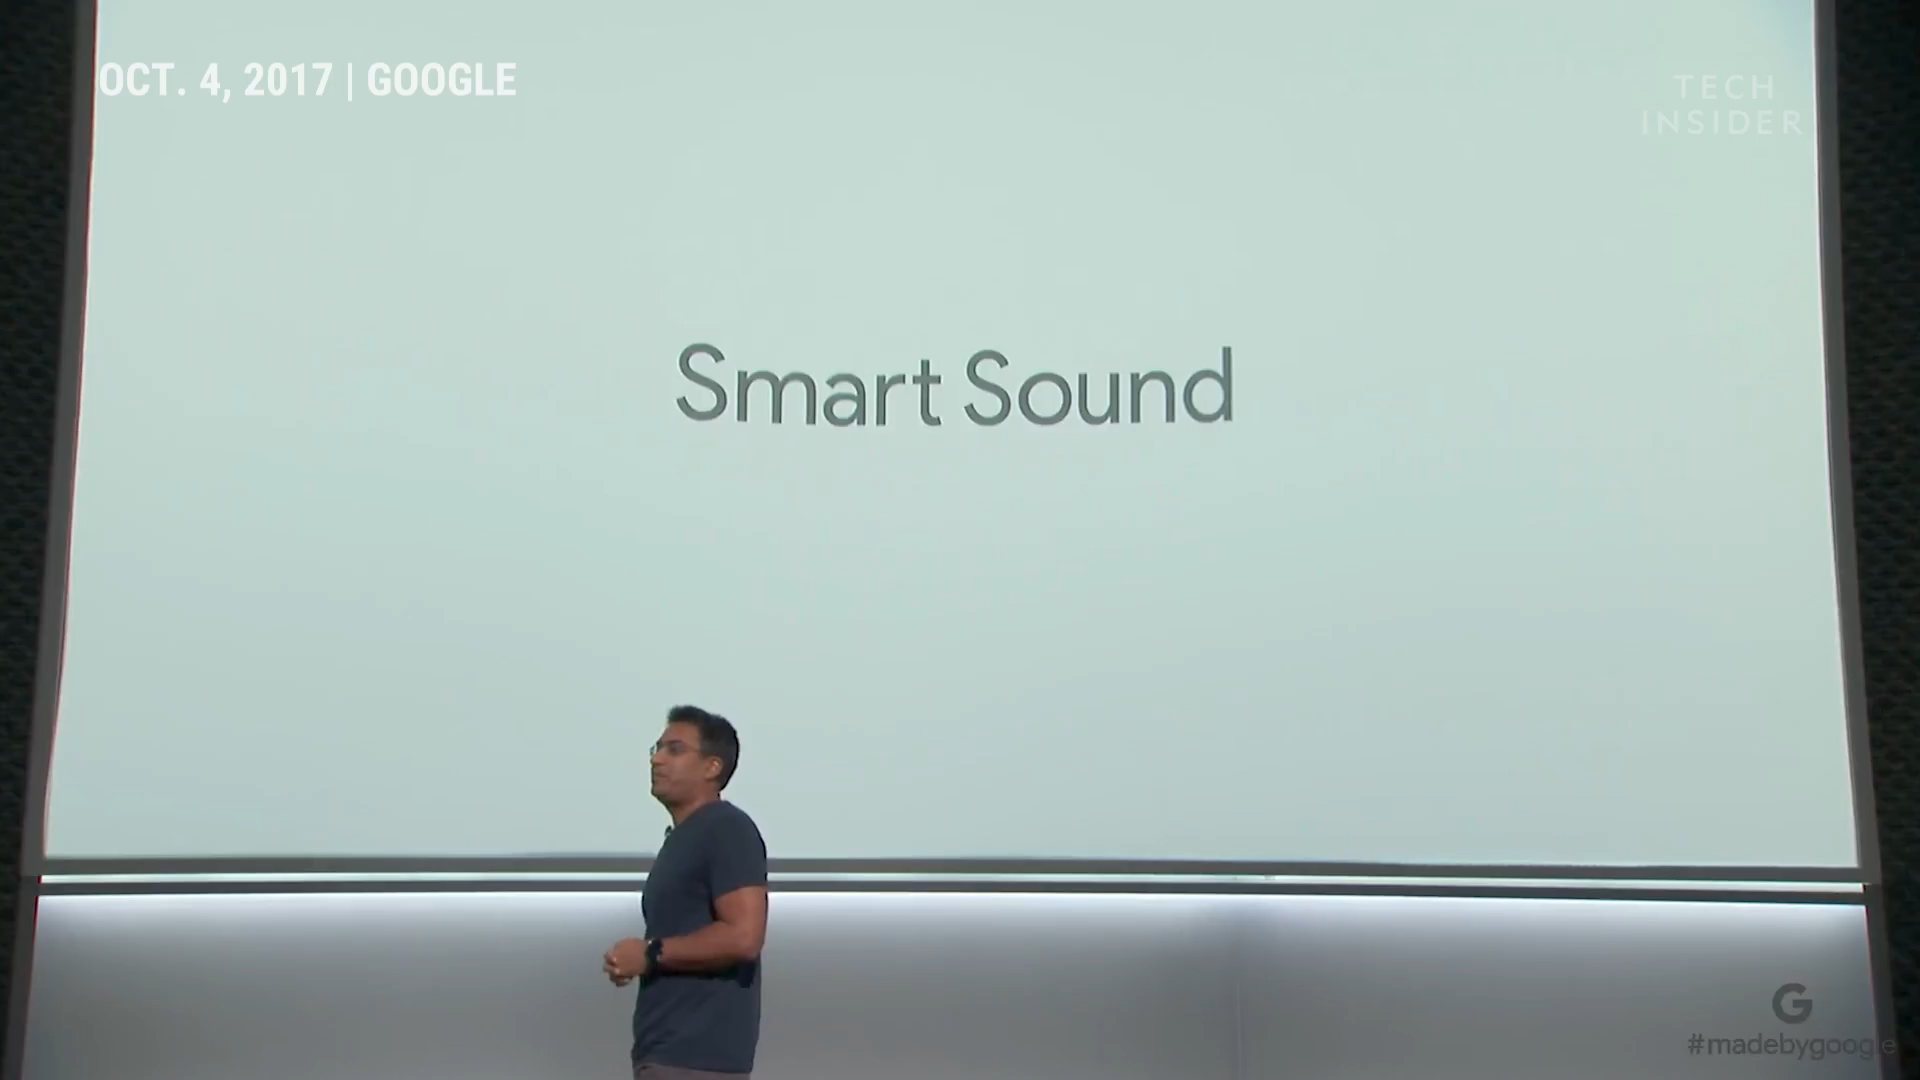 OCT. 4, 2017 | GOOGLE
TECH
INSIDER
Smart Sound
G
#madebygoogle